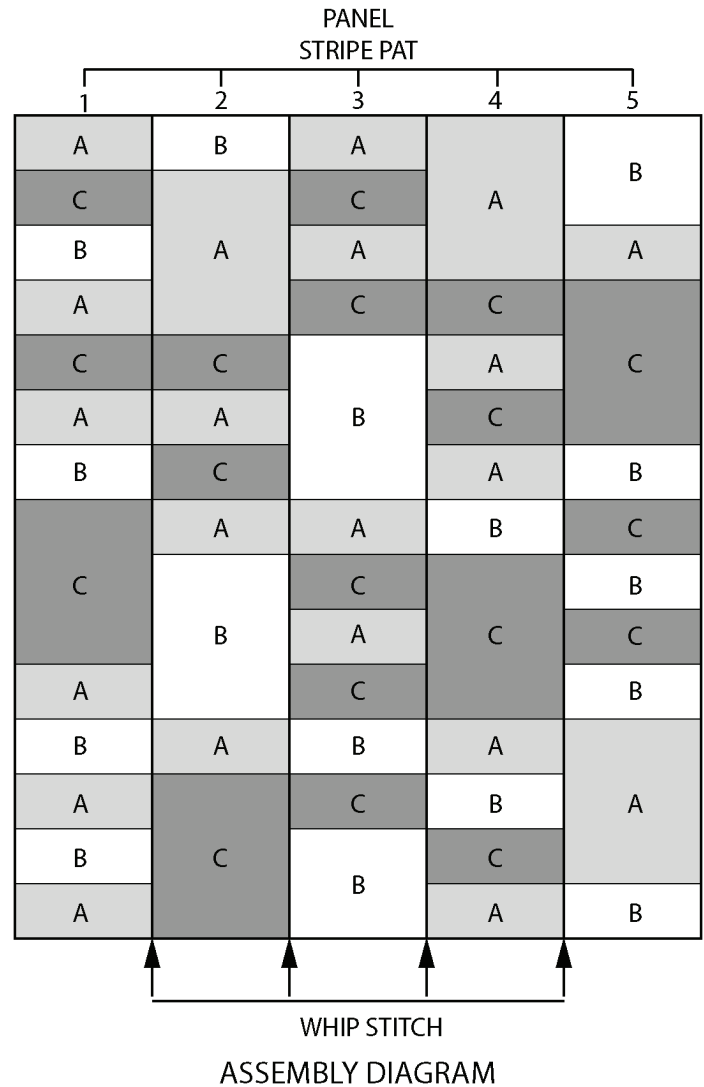 PANEL
STRIPE PAT
1 2 3 4 5
A B A A B
C A C
B A A
A C C C
C C B A
A A C
B C A B
C A A B C
B C C B
A C
A C B
B A B A A
A C C B
B B C
A A B
WHIP STITCH
ASSEMBLY DIAGRAM